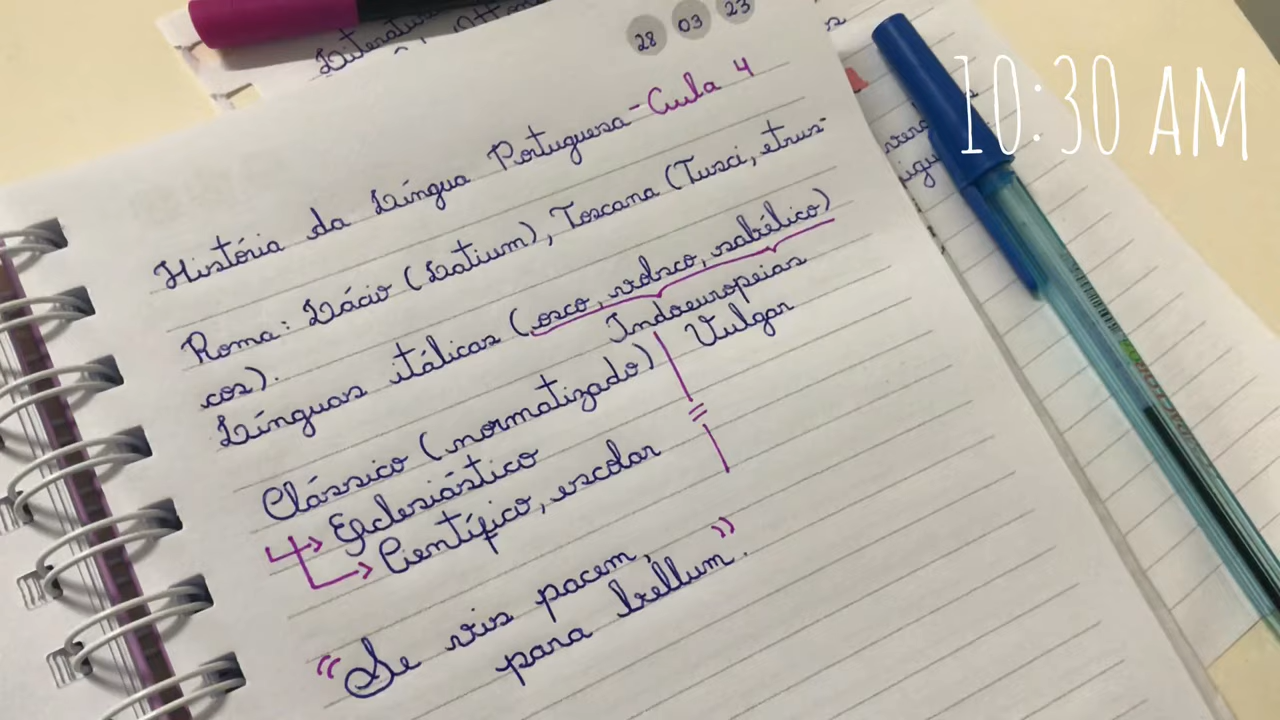 Literatura
28 03 23
10:30 AM
História da Língua Portuguesa - Aula 4
Roma: Lácio (Latium), Toscana (Tusci, etrus-
cos).
Línguas itálicas (osco, volsco, sabélico)
Indoeuropeias
Clássico (normatizado) Vulgar
Eclesiástico
Científico, escolar
"Se vis pacem,
para bellum".